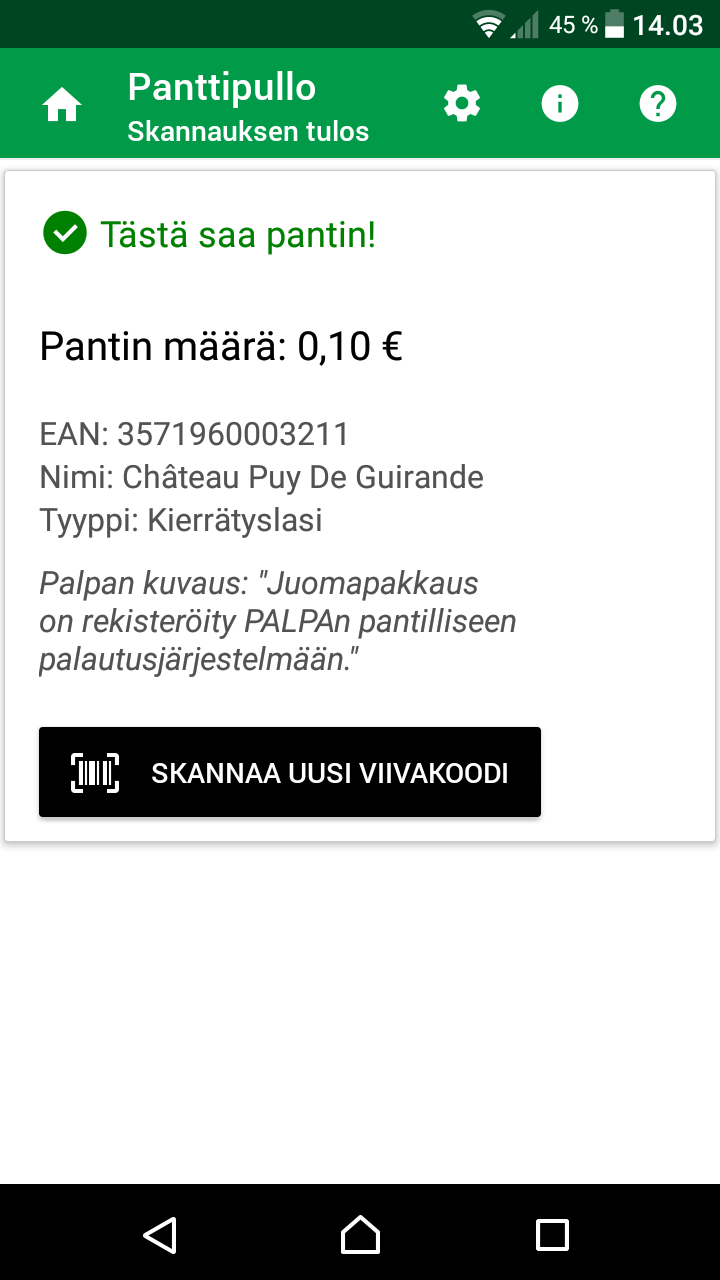 45 % 14.03
Panttipullo
Skannauksen tulos
Tästä saa pantin!
Pantin määrä: 0,10 €
EAN: 3571960003211
Nimi: Château Puy De Guirande
Tyyppi: Kierrätyslasi
Palpan kuvaus: "Juomapakkaus
on rekisteröity PALPAn pantilliseen
palautusjärjestelmään."
SKANNAA UUSI VIIVAKOODI